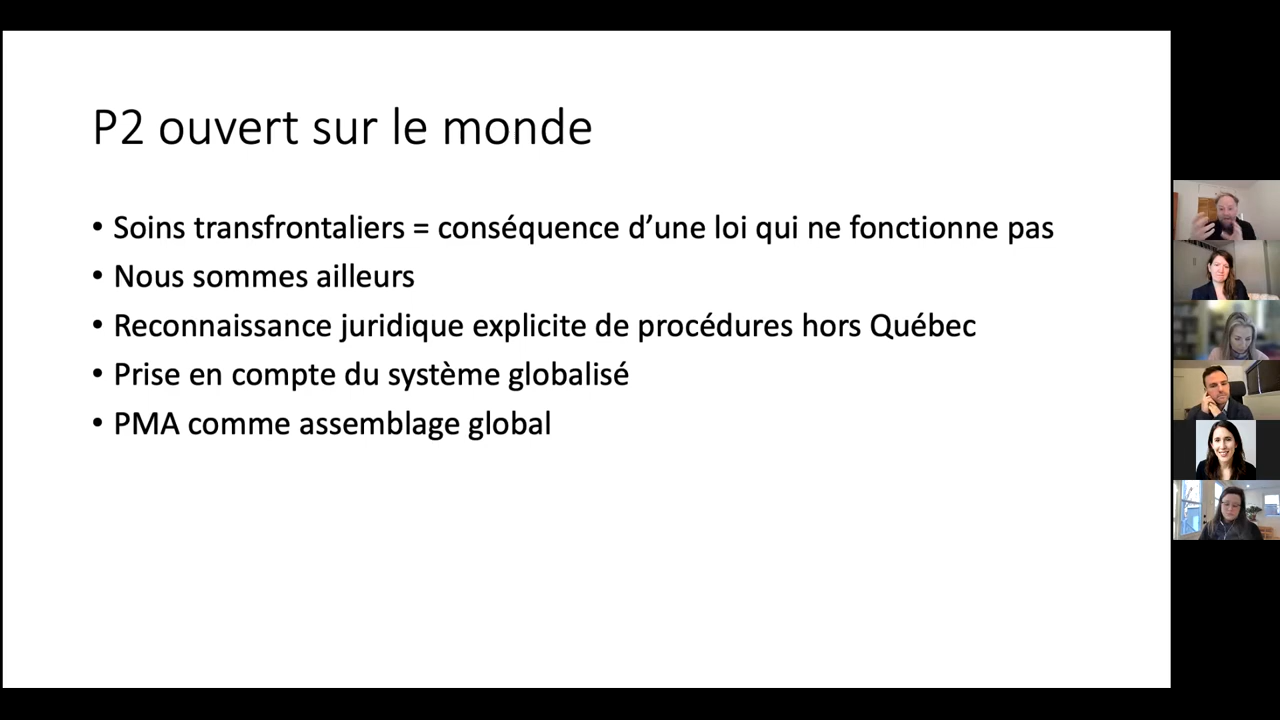 P2 ouvert sur le monde
• Soins transfrontaliers = conséquence d’une loi qui ne fonctionne pas
• Nous sommes ailleurs
• Reconnaissance juridique explicite de procédures hors Québec
• Prise en compte du système globalisé
• PMA comme assemblage global